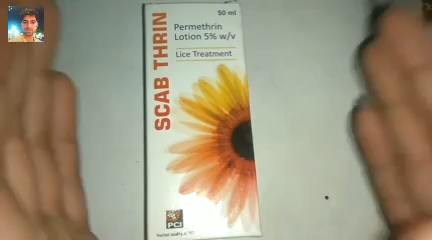 50 ml
SCAB THRIN
Permethrin
Lotion 5% w/v
Lice Treatment
PCI